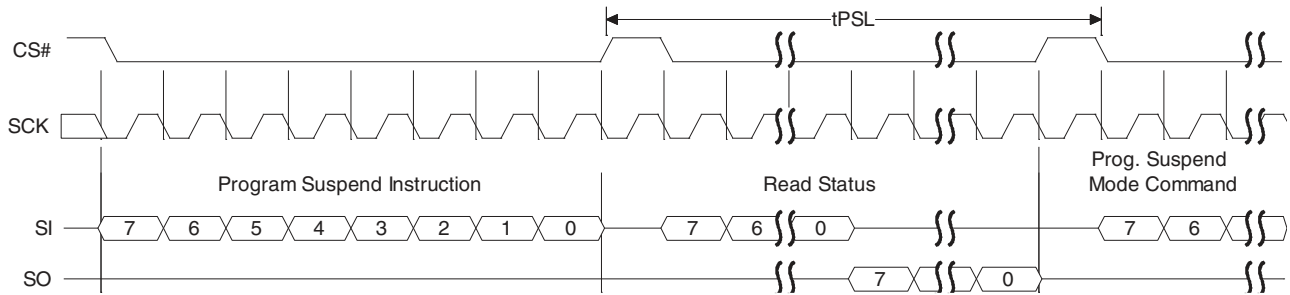 tPSL
CS#
SCK
Prog. Suspend
Program Suspend Instruction Read Status Mode Command
SI 7 6 5 4 3 2 1 0 7 6 0 7 6
SO 7 0